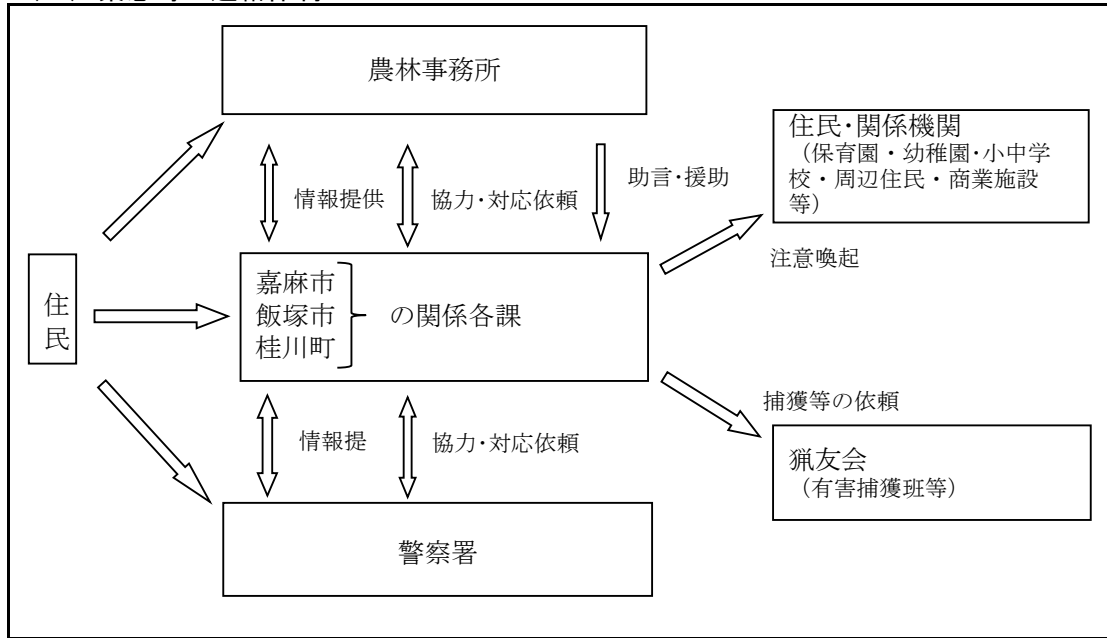 農林事務所
住民・関係機関
(保育園・幼稚園・小中学
校・周辺住民・商業施設
等)
助言・援助
情報提供
協力・対応依頼
注意喚起
住民
嘉麻市
飯塚市
桂川町
の関係各課
捕獲等の依頼
情報提
協力・対応依頼
猟友会
(有害捕獲班等)
警察署